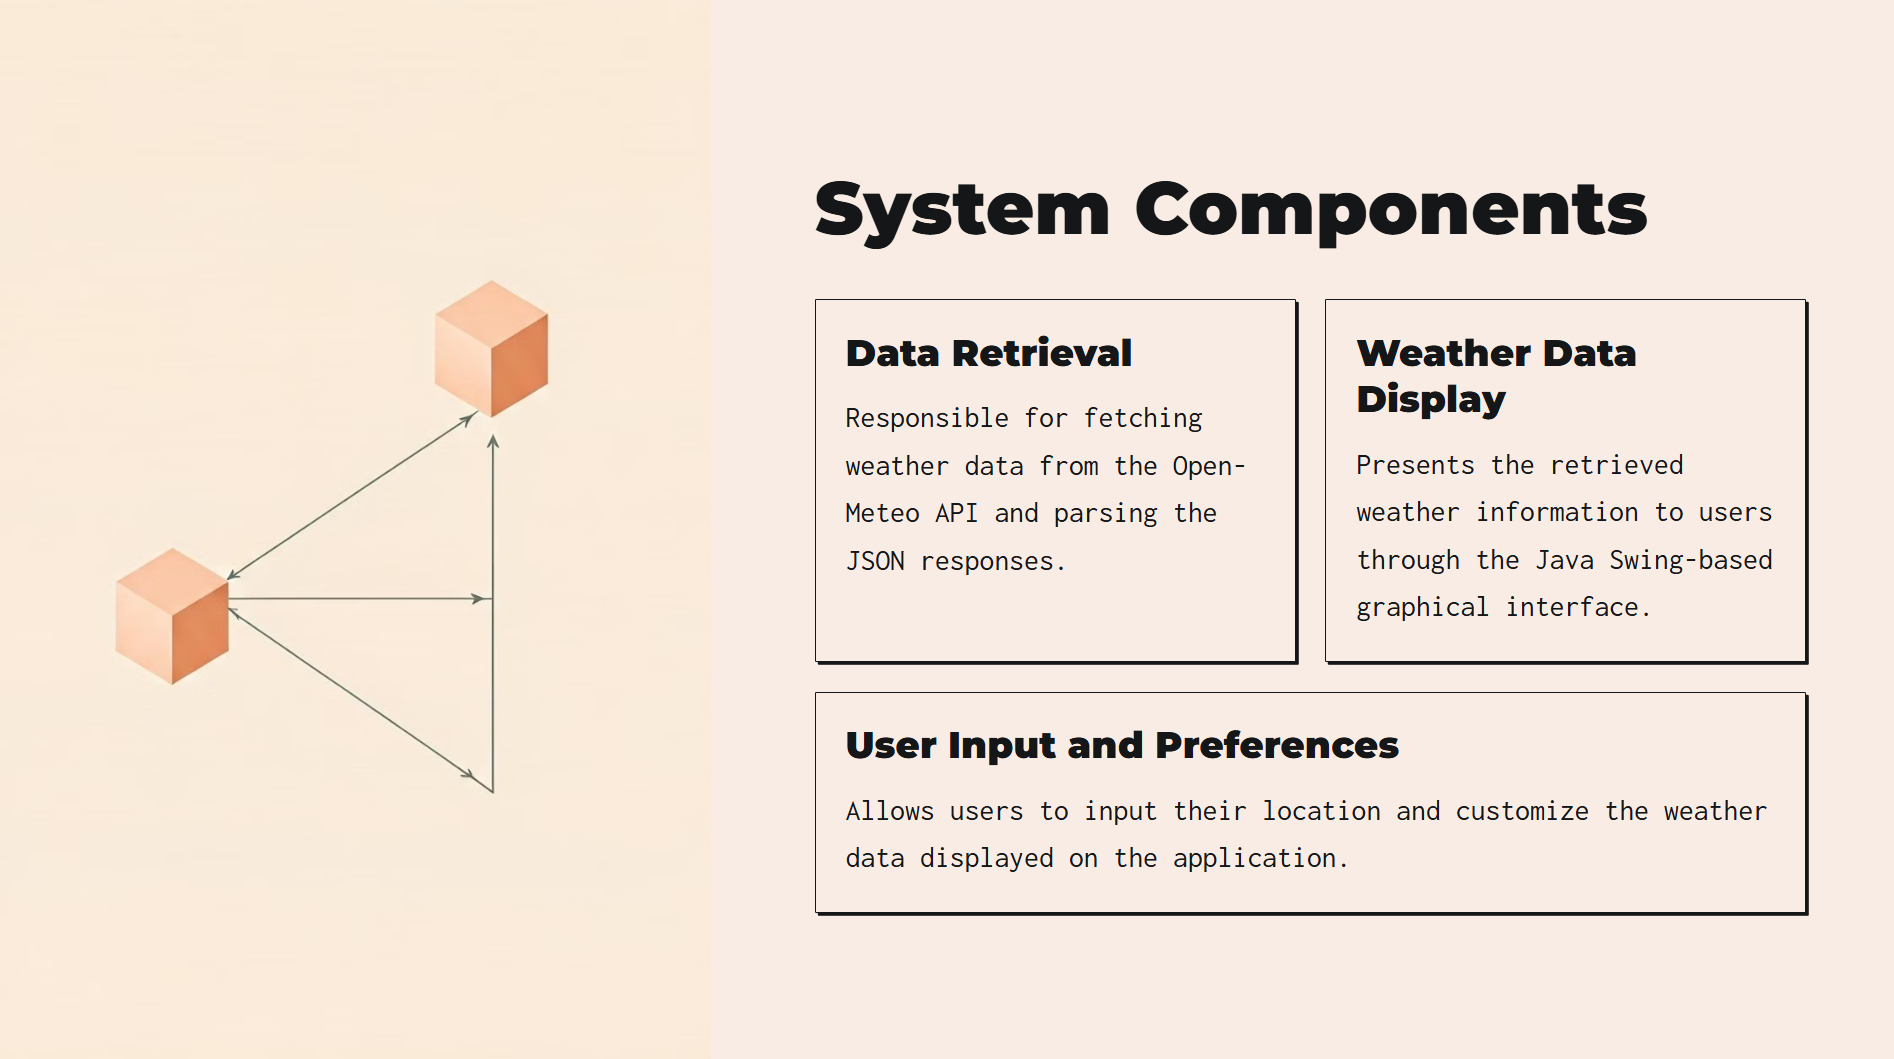 System Components
Data Retrieval
Responsible for fetching
weather data from the Open-
Meteo API and parsing the
JSON responses.
Weather Data
Display
Presents the retrieved
weather information to users
through the Java Swing-based
graphical interface.
User Input and Preferences
Allows users to input their location and customize the weather
data displayed on the application.